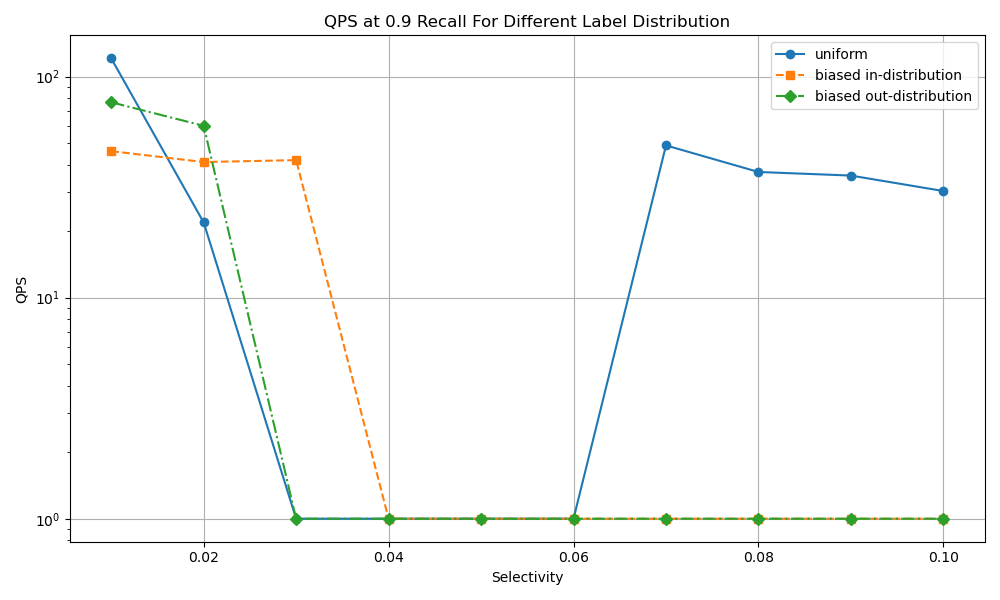 QPS at 0.9 Recall For Different Label Distribution
uniform
biased in-distribution
biased out-distribution
QPS
10²
10¹
10⁰
0.02 0.04 0.06 0.08 0.10
Selectivity